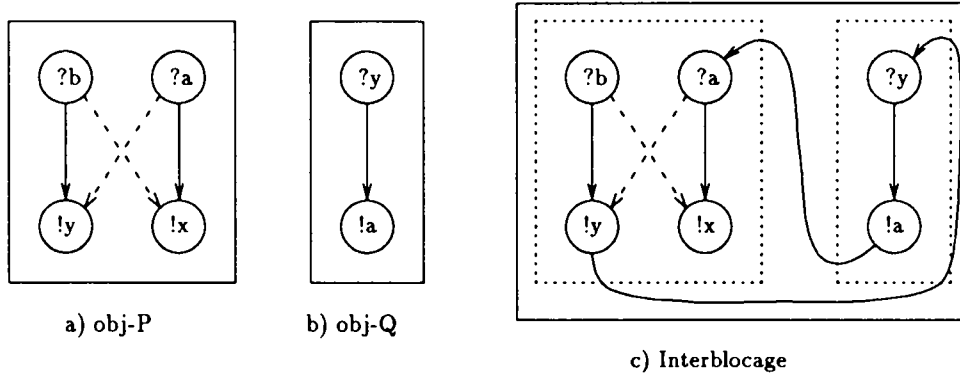 ?b ?a ?y ?b ?a ?y
!y !x !a !y !x !a
a) obj-P b) obj-Q
c) Interblocage